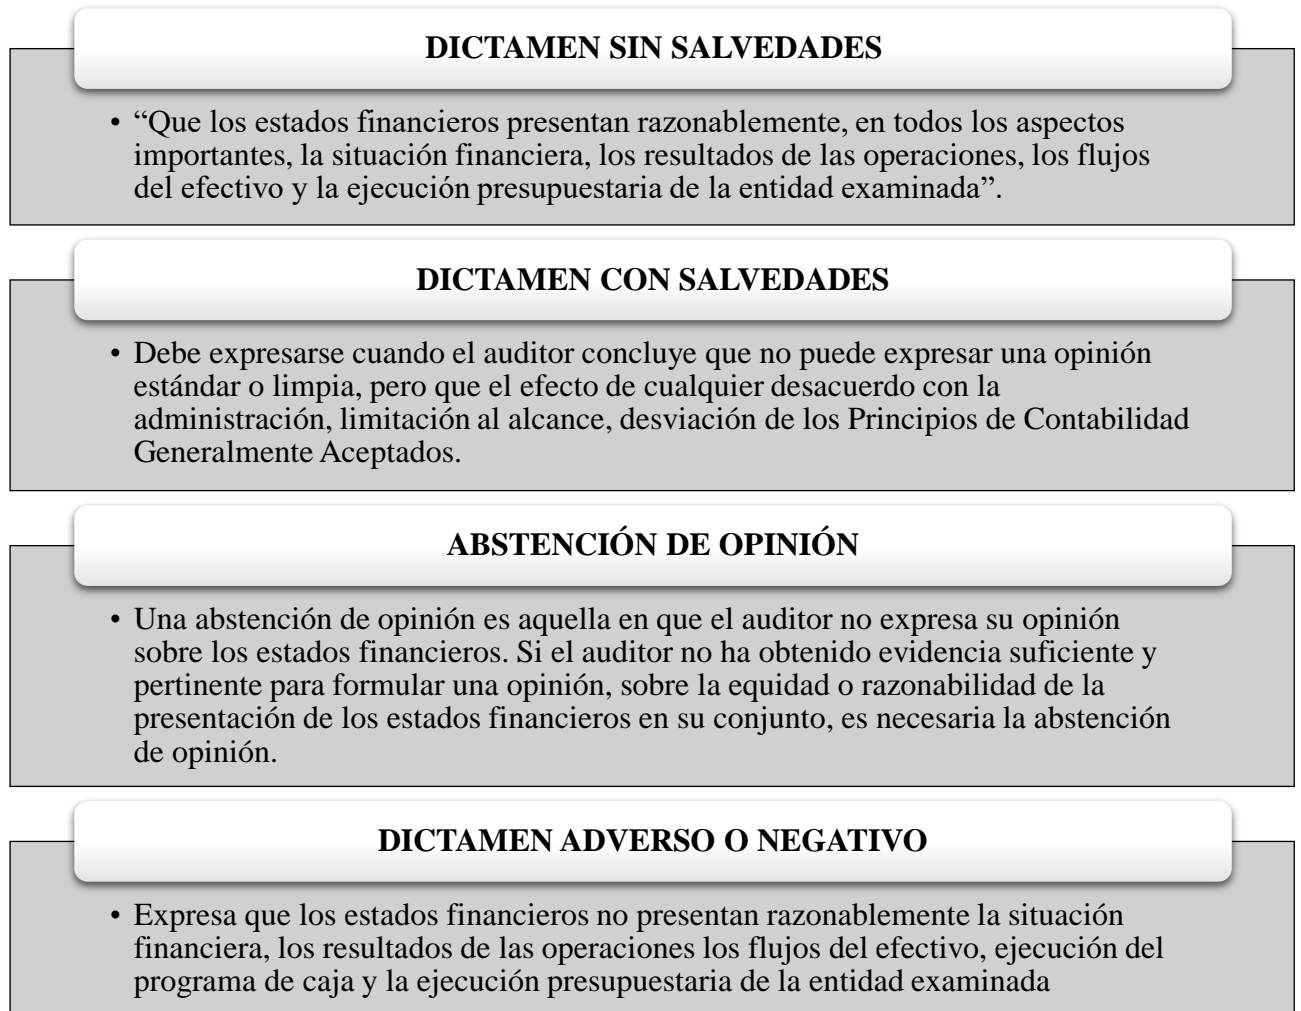 DICTAMEN SIN SALVEDADES
• “Que los estados financieros presentan razonablemente, en todos los aspectos
importantes, la situación financiera, los resultados de las operaciones, los flujos
del efectivo y la ejecución presupuestaria de la entidad examinada”.
DICTAMEN CON SALVEDADES
• Debe expresarse cuando el auditor concluye que no puede expresar una opinión
estándar o limpia, pero que el efecto de cualquier desacuerdo con la
administración, limitación al alcance, desviación de los Principios de Contabilidad
Generalmente Aceptados.
ABSTENCIÓN DE OPINIÓN
• Una abstención de opinión es aquella en que el auditor no expresa su opinión
sobre los estados financieros. Si el auditor no ha obtenido evidencia suficiente y
pertinente para formular una opinión, sobre la equidad o razonabilidad de la
presentación de los estados financieros en su conjunto, es necesaria la abstención
de opinión.
DICTAMEN ADVERSO O NEGATIVO
• Expresa que los estados financieros no presentan razonablemente la situación
financiera, los resultados de las operaciones los flujos del efectivo, ejecución del
programa de caja y la ejecución presupuestaria de la entidad examinada